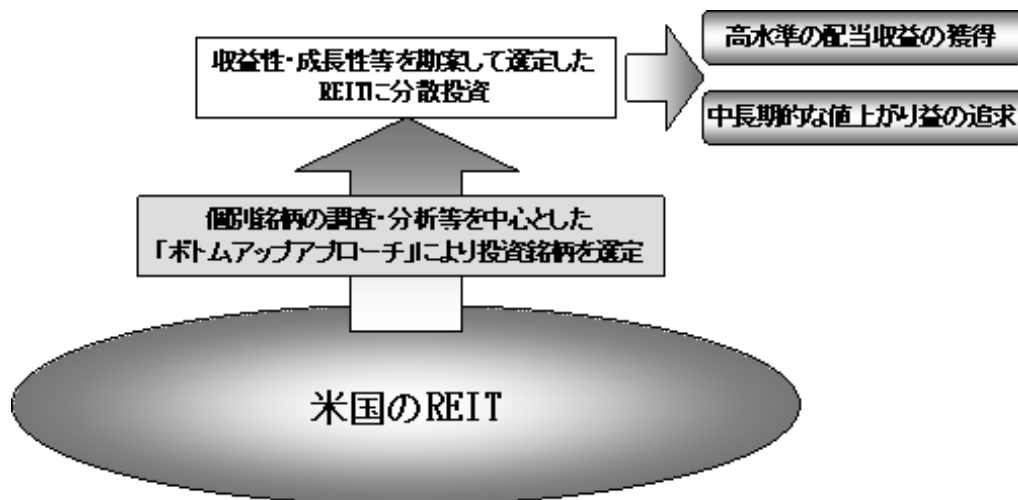 収益性・成長性等を勘案して選定した
REITに分散投資
高水準の配当収益の獲得
中長期的な値上がり益の追求
個別銘柄の調査・分析等を中心とした
「ボトムアップアプローチ」により投資銘柄を選定
米国のREIT